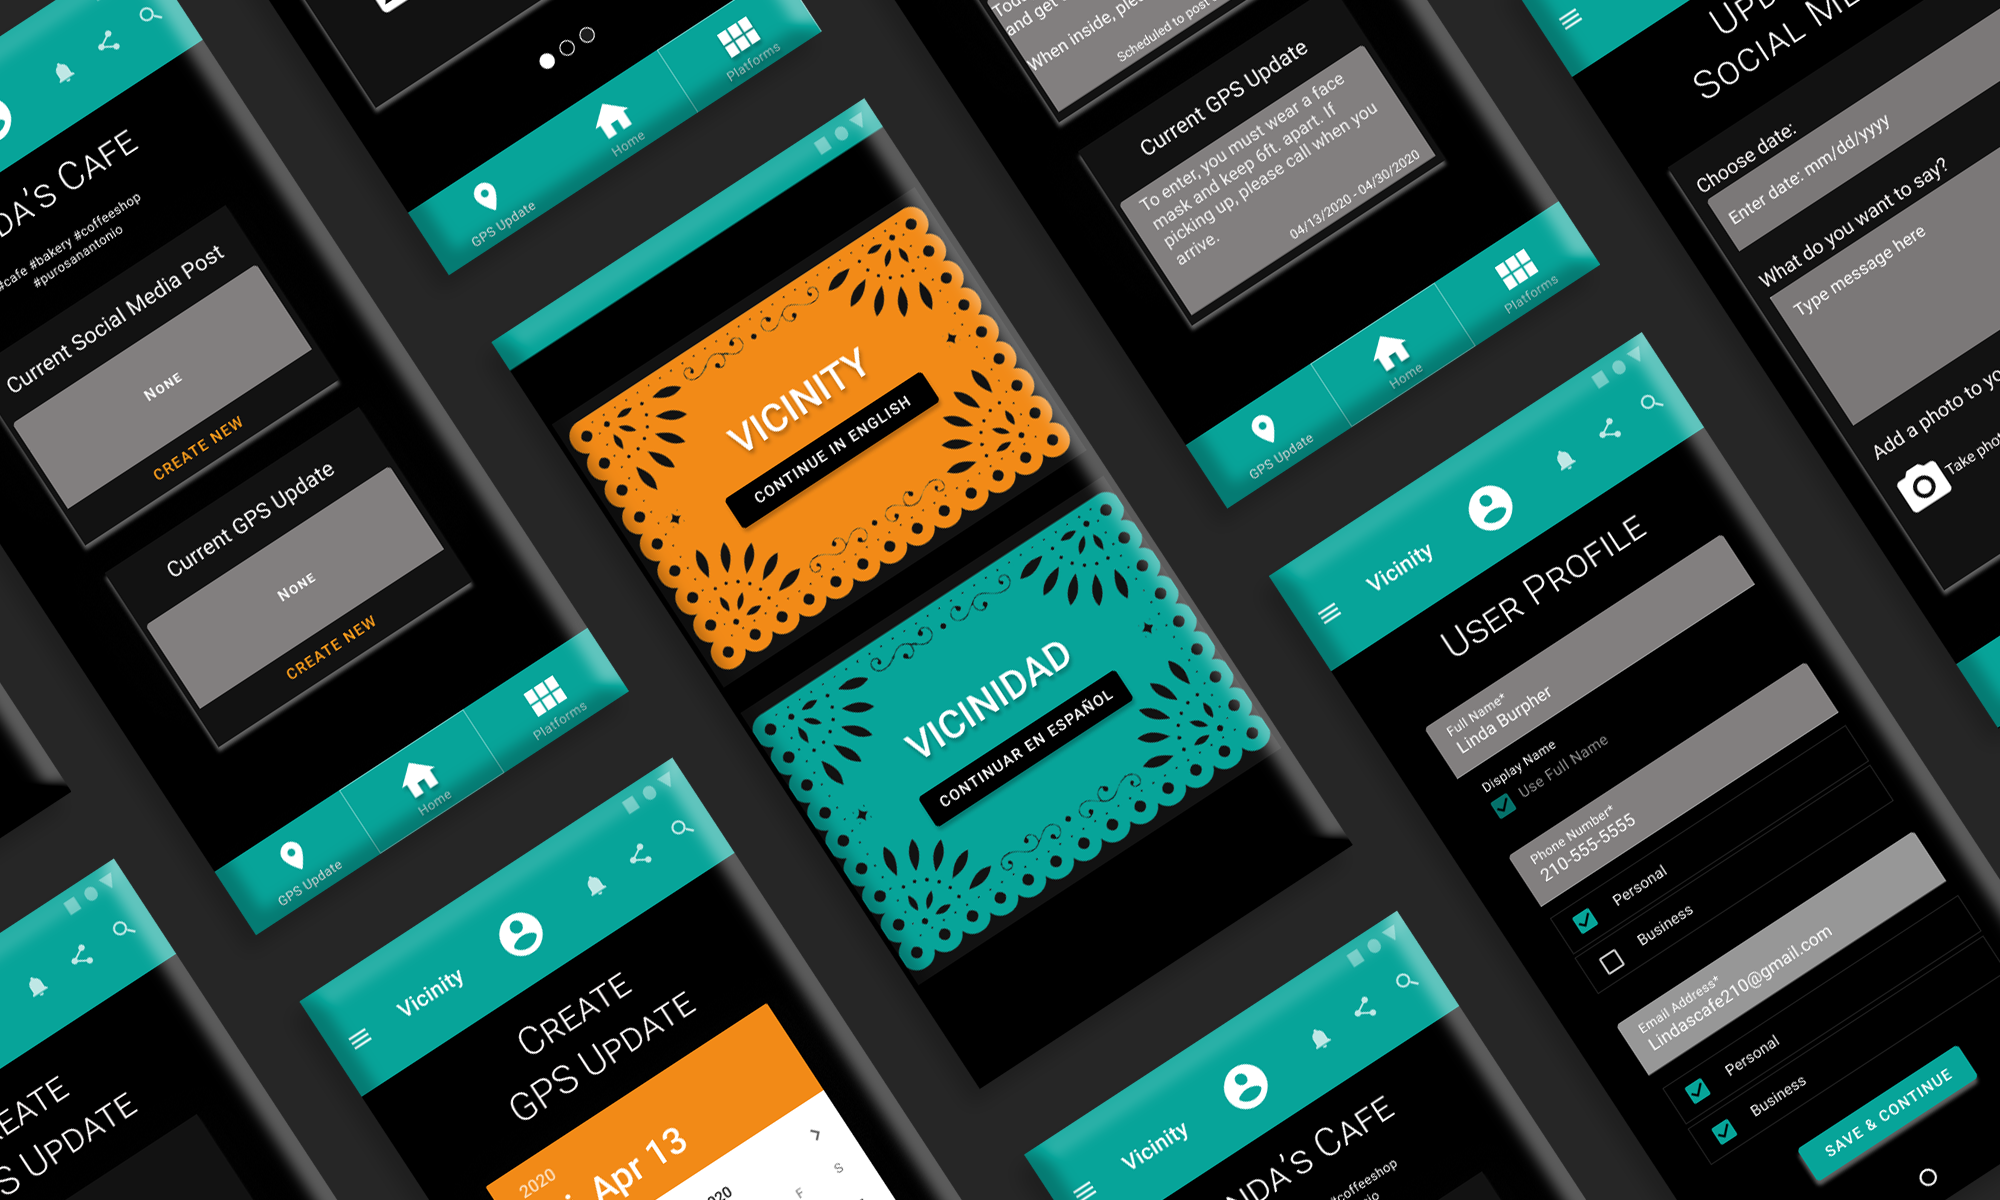 DA'S CAFE
#cafe #bakery #coffeeshop
#purosantonio
Current Social Media Post
NONE
CREATE NEW
Current GPS Update
NONE
CREATE NEW
GPS Update
Home
Platforms
GPS Update
Home
Platforms
VICINITY
CONTINUE IN ENGLISH
VICINIDAD
CONTINUAR EN ESPAÑOL
and get
When inside, ple
Scheduled to post
Current GPS Update
To enter, you must wear a face
mask and keep 6ft. apart. If
picking up, please call when you
arrive.
04/13/2020 - 04/30/2020
GPS Update
Home
Platforms
UPD
SOCIAL ME
Choose date:
Enter date: mm/dd/yyyy
What do you want to say?
Type message here
Add a photo to yo
Take phot
Vicinity
USER PROFILE
Full Name*
Linda Burpher
Display Name
Use Full Name
Phone Number*
210-555-5555
Personal
Business
Email Address*
Lindascafe210@gmail.com
Personal
Business
SAVE & CONTINUE
EATE
S UPDATE
Vicinity
CREATE
GPS UPDATE
2020
Apr 13
020
F
S
Vicinity
NDA'S CAFE
#coffeeshop